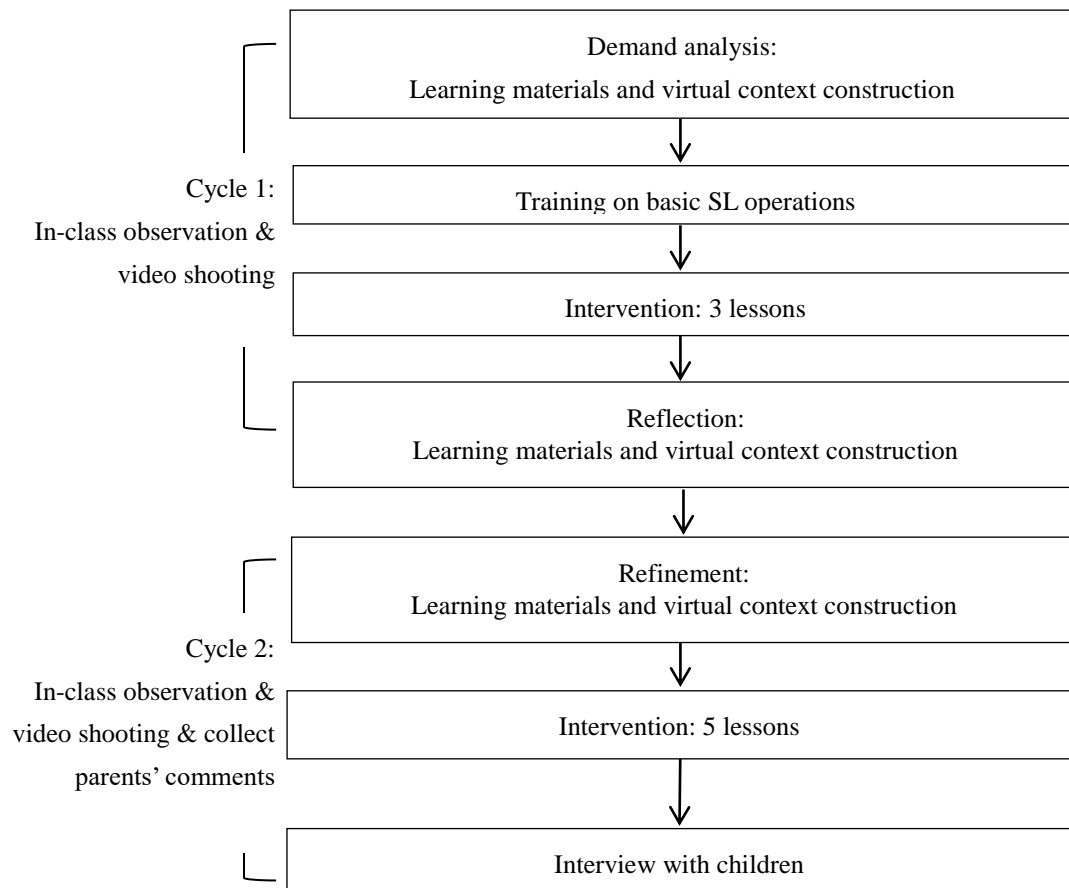 Demand analysis:
Learning materials and virtual context construction
Cycle 1:
In-class observation &
video shooting
Training on basic SL operations
Intervention: 3 lessons
Reflection:
Learning materials and virtual context construction
Cycle 2:
In-class observation &
video shooting & collect
parents’ comments
Refinement:
Learning materials and virtual context construction
Intervention: 5 lessons
Interview with children